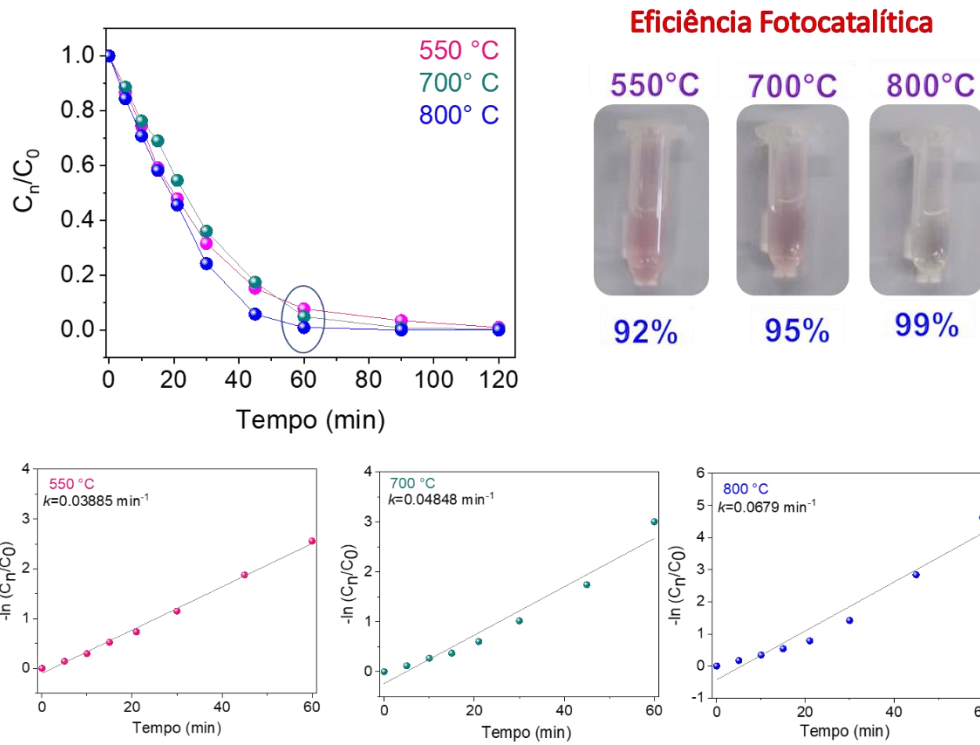 Eficiência Fotocatalítica
550 °C
700° C
800° C
1.0
0.8
0.6
0.4
0.2
0.0
Cn/C0
0 20 40 60 80 100 120
Tempo (min)
550°C 700°C 800°C
92% 95% 99%
550 °C
k=0.03885 min⁻¹
4
3
2
1
0
-ln (Cn/C0)
0 20 40 60
Tempo (min)
700 °C
k=0.04848 min⁻¹
-4
3
2
1
0
-ln (Cn/C0)
0 20 40 60
Tempo (min)
800 °C
k=0.0679 min⁻¹
6
5
4
3
2
1
0
-1
-ln (Cn/C0)
0 20 40 60
Tempo (min)